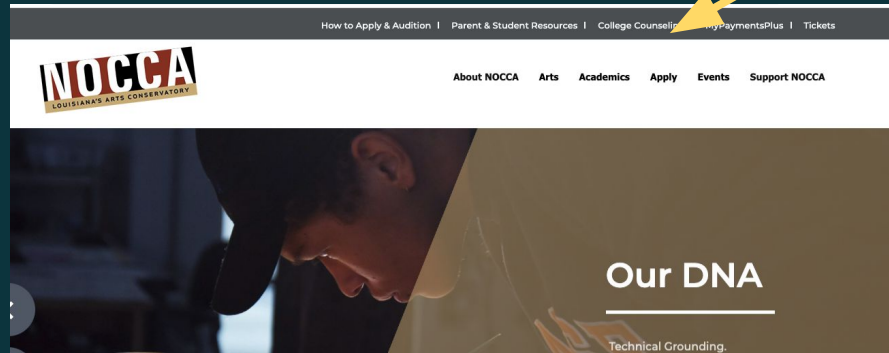 How to Apply & Audition | Parent & Student Resources | College Counseling MyPaymentsPlus | Tickets
NOCCA
LOUISIANA'S ARTS CONSERVATORY
About NOCCA Arts Academics Apply Events Support NOCCA
Our DNA
Technical Grounding.